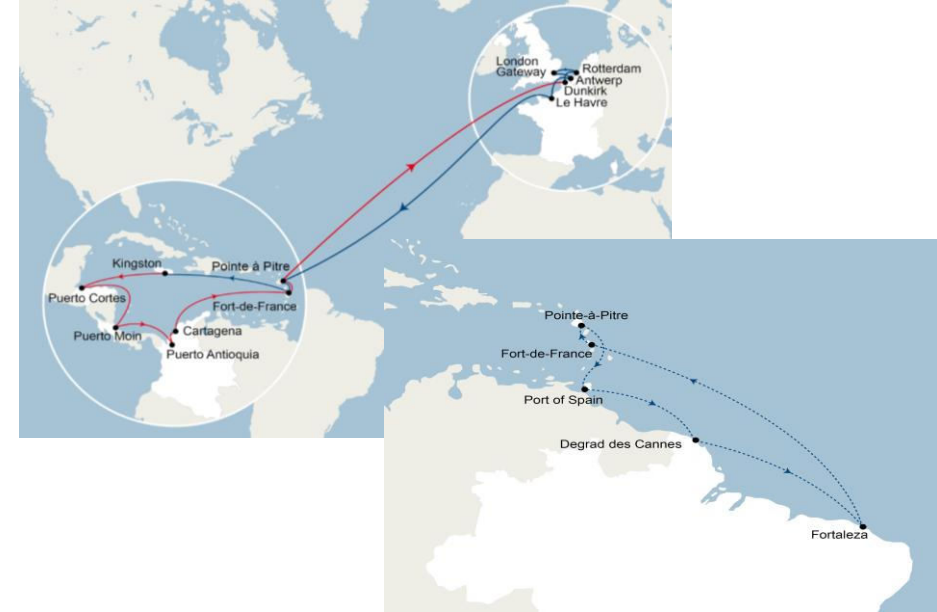 London
Gateway
Rotterdam
Antwerp
Dunkirk
Le Havre
Kingston
Pointe à Pitre
Puerto Cortes
Fort-de-France
Puerto Moin
Cartagena
Puerto Antioquia
Pointe-à-Pitre
Fort-de-France
Port of Spain
Degrad des Cannes
Fortaleza